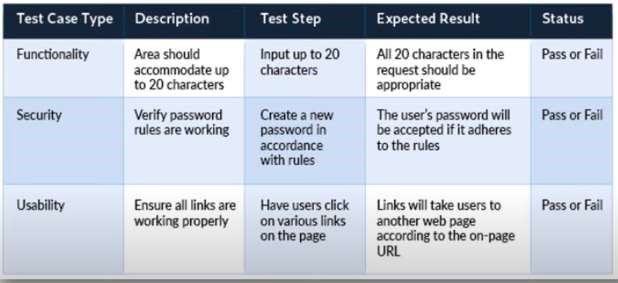 Test Case Type Description Test Step Expected Result Status
Functionality
Area should
accommodate up
to 20 characters
Input up to 20
characters
All 20 characters in the
request should be
appropriate
Pass or Fail
Security
Verify password
rules are working
Create a new
password in
accordance
with rules
The user's password will
be accepted if it adheres
to the rules
Pass or Fail
Usability
Ensure all links are
working properly
Have users click
on various links
on the page
Links will take users to
another web page
according to the on-page
URL
Pass or Fail